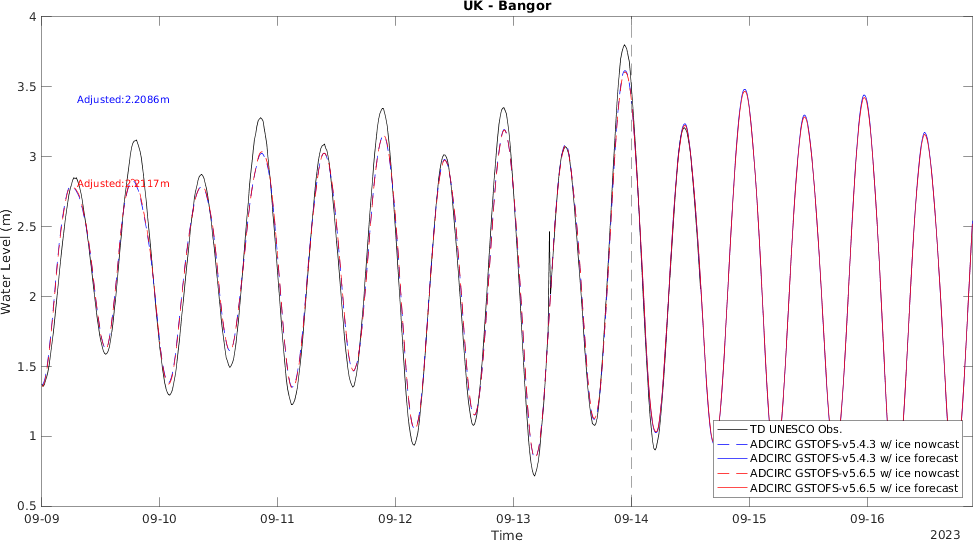 UK - Bangor
4
3.5
3
2.5
2
1.5
1
0.5
Water Level (m)
Adjusted:2.2086m
Adjusted:2.2117m
TD UNESCO Obs.
ADCIRC GSTOFS-v5.4.3 w/ ice nowcast
ADCIRC GSTOFS-v5.4.3 w/ ice forecast
ADCIRC GSTOFS-v5.6.5 w/ ice nowcast
ADCIRC GSTOFS-v5.6.5 w/ ice forecast
09-09 09-10 09-11 09-12 09-13 09-14 09-15 09-16
Time
2023